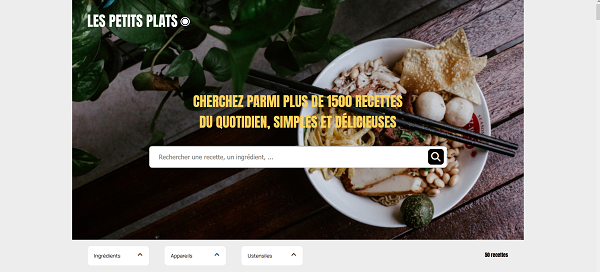 LES PETITS PLATS
CHERCHEZ PARMI PLUS DE 1500 RECETTES
DU QUOTIDIEN, SIMPLES ET DÉLICIEUSES
Rechercher une recette, un ingrédient, ...
Ingrédients Appareils Ustensiles 50 recettes